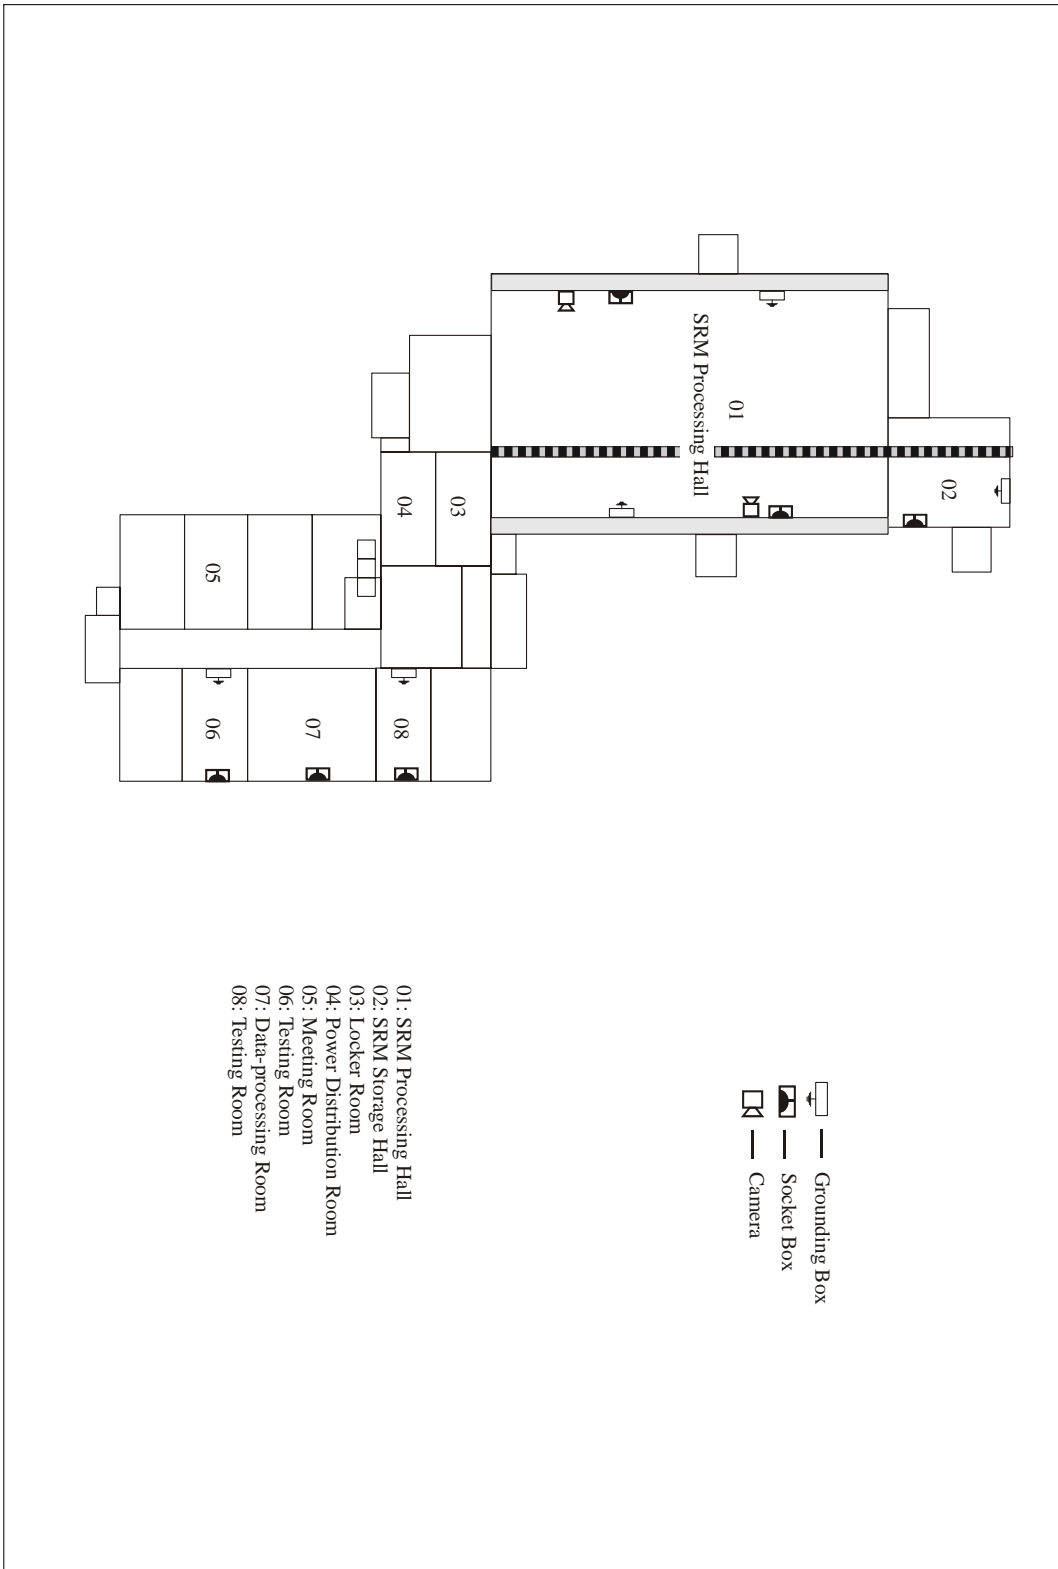 02
01
SRM Processing Hall
03
04
05
08
07
06
Grounding Box
Socket Box
Camera
01: SRM Processing Hall
02: SRM Storage Hall
03: Locker Room
04: Power Distribution Room
05: Meeting Room
06: Testing Room
07: Data-processing Room
08: Testing Room